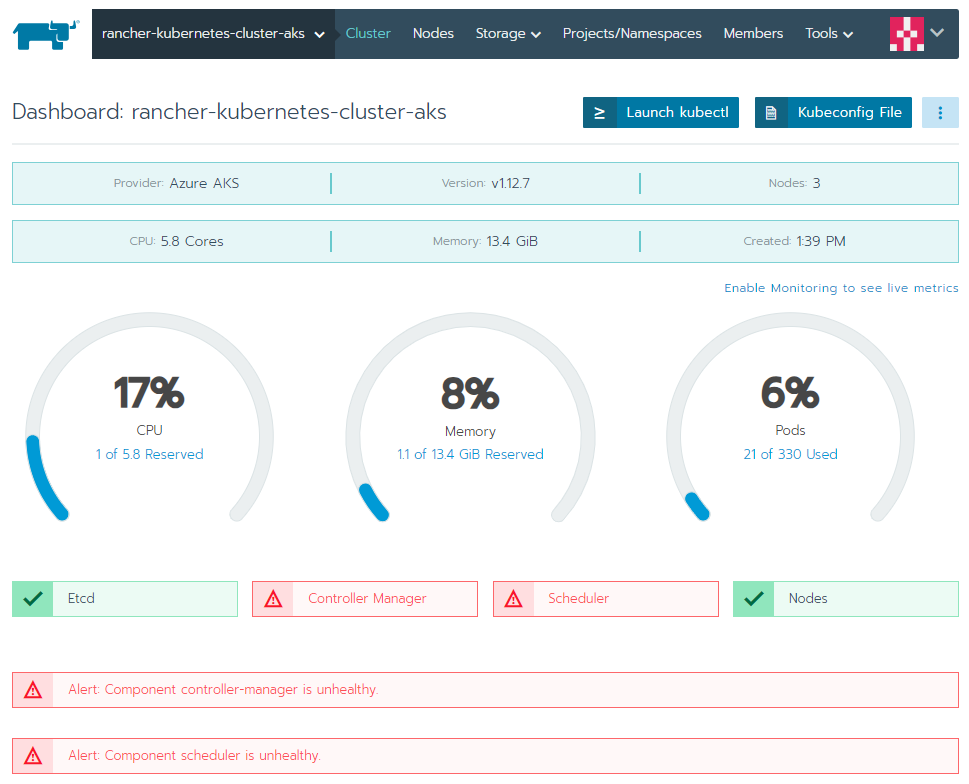 rancher-kubernetes-cluster-aks Cluster Nodes Storage Projects/Namespaces Members Tools
Dashboard: rancher-kubernetes-cluster-aks Launch kubectl Kubeconfig File
Provider: Azure AKS Version: v1.12.7 Nodes: 3
CPU: 5.8 Cores Memory: 13.4 GiB Created: 1:39 PM
Enable Monitoring to see live metrics
17%
CPU
1 of 5.8 Reserved
8%
Memory
1.1 of 13.4 GiB Reserved
6%
Pods
21 of 330 Used
Etcd Controller Manager Scheduler Nodes
Alert: Component controller-manager is unhealthy.
Alert: Component scheduler is unhealthy.